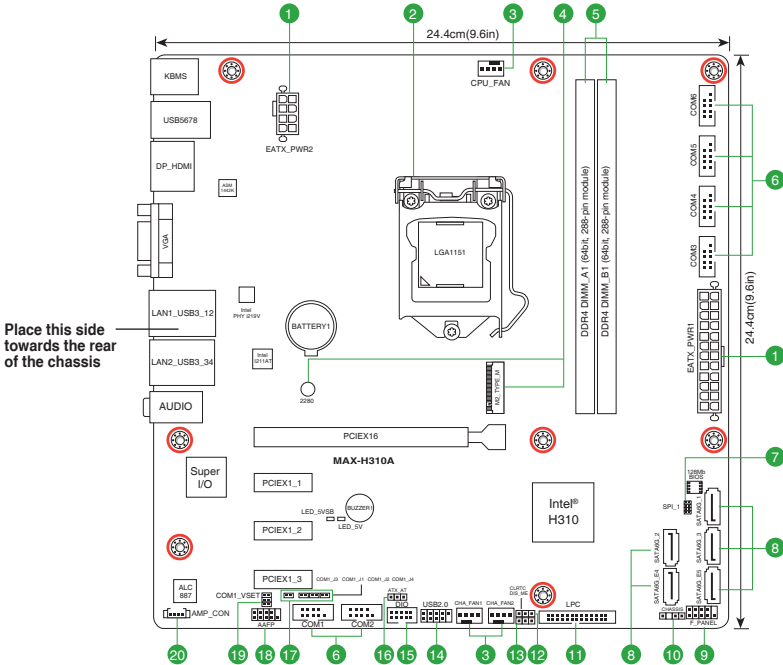 1
2
3
4
5
24.4cm(9.6in)
KBMS
CPU_FAN
USB5678
EATX_PWR2
COM6
COM5
COM4
COM3
6
DP_HDMI
ASM
1442K
VGA
LGA1151
DDR4 DIMM_A1 (64bit, 288-pin module)
DDR4 DIMM_B1 (64bit, 288-pin module)
24.4cm(9.6in)
Intel
PHY I219V
LAN1_USB3_12
BATTERY1
Place this side
towards the rear
of the chassis
EATX_PWR1
1
LAN2_USB3_34
Intel
I211AT
M2_TYPE_M
2280
AUDIO
PCIEX16
MAX-H310A
Super
I/O
PCIEX1_1
BUZZER1
LED_5VSB
LED_5V
Intel®
H310
7
128Mb
BIOS
SPI_1
SATA6G_1
SATA6G_2
SATA6G_3
8
PCIEX1_2
PCIEX1_3
SATA6G_E4
SATA6G_E5
ALC
887
COM1_VSET
COM1_J3
COM1_J1
COM1_J2
COM1_J4
ATX_AT
DIO
USB2.0
CHA_FAN1
CHA_FAN2
CLRTC
DIS_ME
LPC
CHASSIS
F_PANEL
AMP_CON
AAFP
COM1
COM2
20
19
18
17
6
16
15
14
3
13
12
11
8
10
9